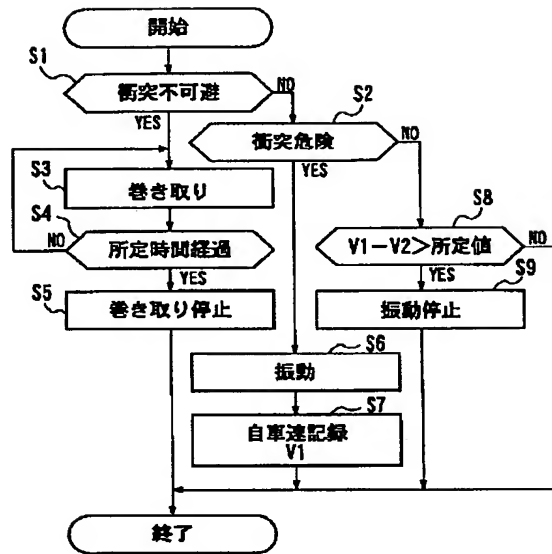 開始
S1
衝突不可避
NO
YES
S2
衝突危険
NO
YES
S3
巻き取り
S4
所定時間経過
NO
YES
S5
巻き取り停止
S8
V1－V2＞所定値
NO
YES
S9
振動停止
S6
振動
S7
自車速記録
V1
終了